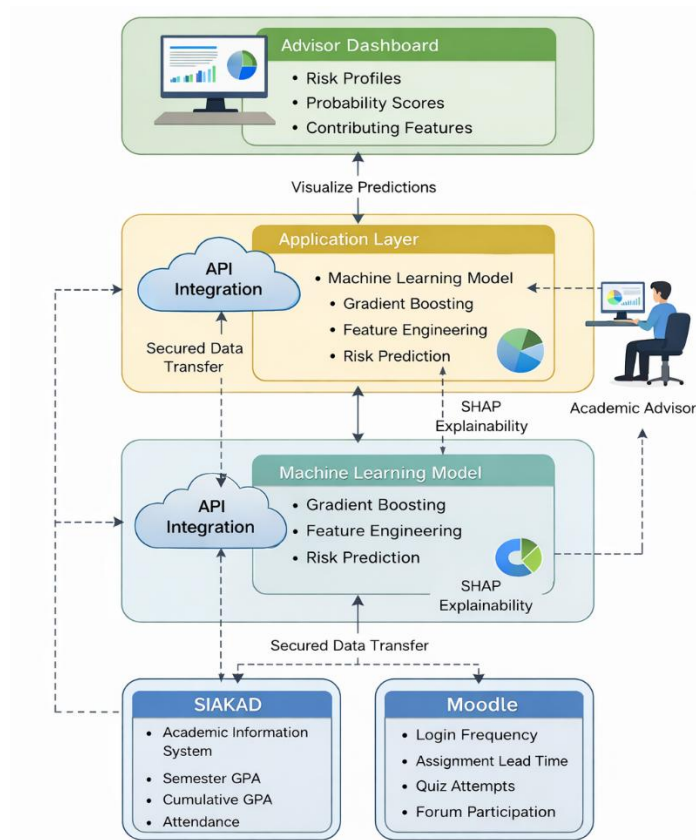 Advisor Dashboard
• Risk Profiles
• Probability Scores
• Contributing Features
Visualize Predictions
Application Layer
API
Integration
• Machine Learning Model
• Gradient Boosting
• Feature Engineering
• Risk Prediction
Secured Data
Transfer
SHAP
Explainability
Academic Advisor
Machine Learning Model
API
Integration
• Gradient Boosting
• Feature Engineering
• Risk Prediction
SHAP
Explainability
Secured Data Transfer
SIAKAD
• Academic Information
System
• Semester GPA
• Cumulative GPA
• Attendance
Moodle
• Login Frequency
• Assignment Lead Time
• Quiz Attempts
• Forum Participation